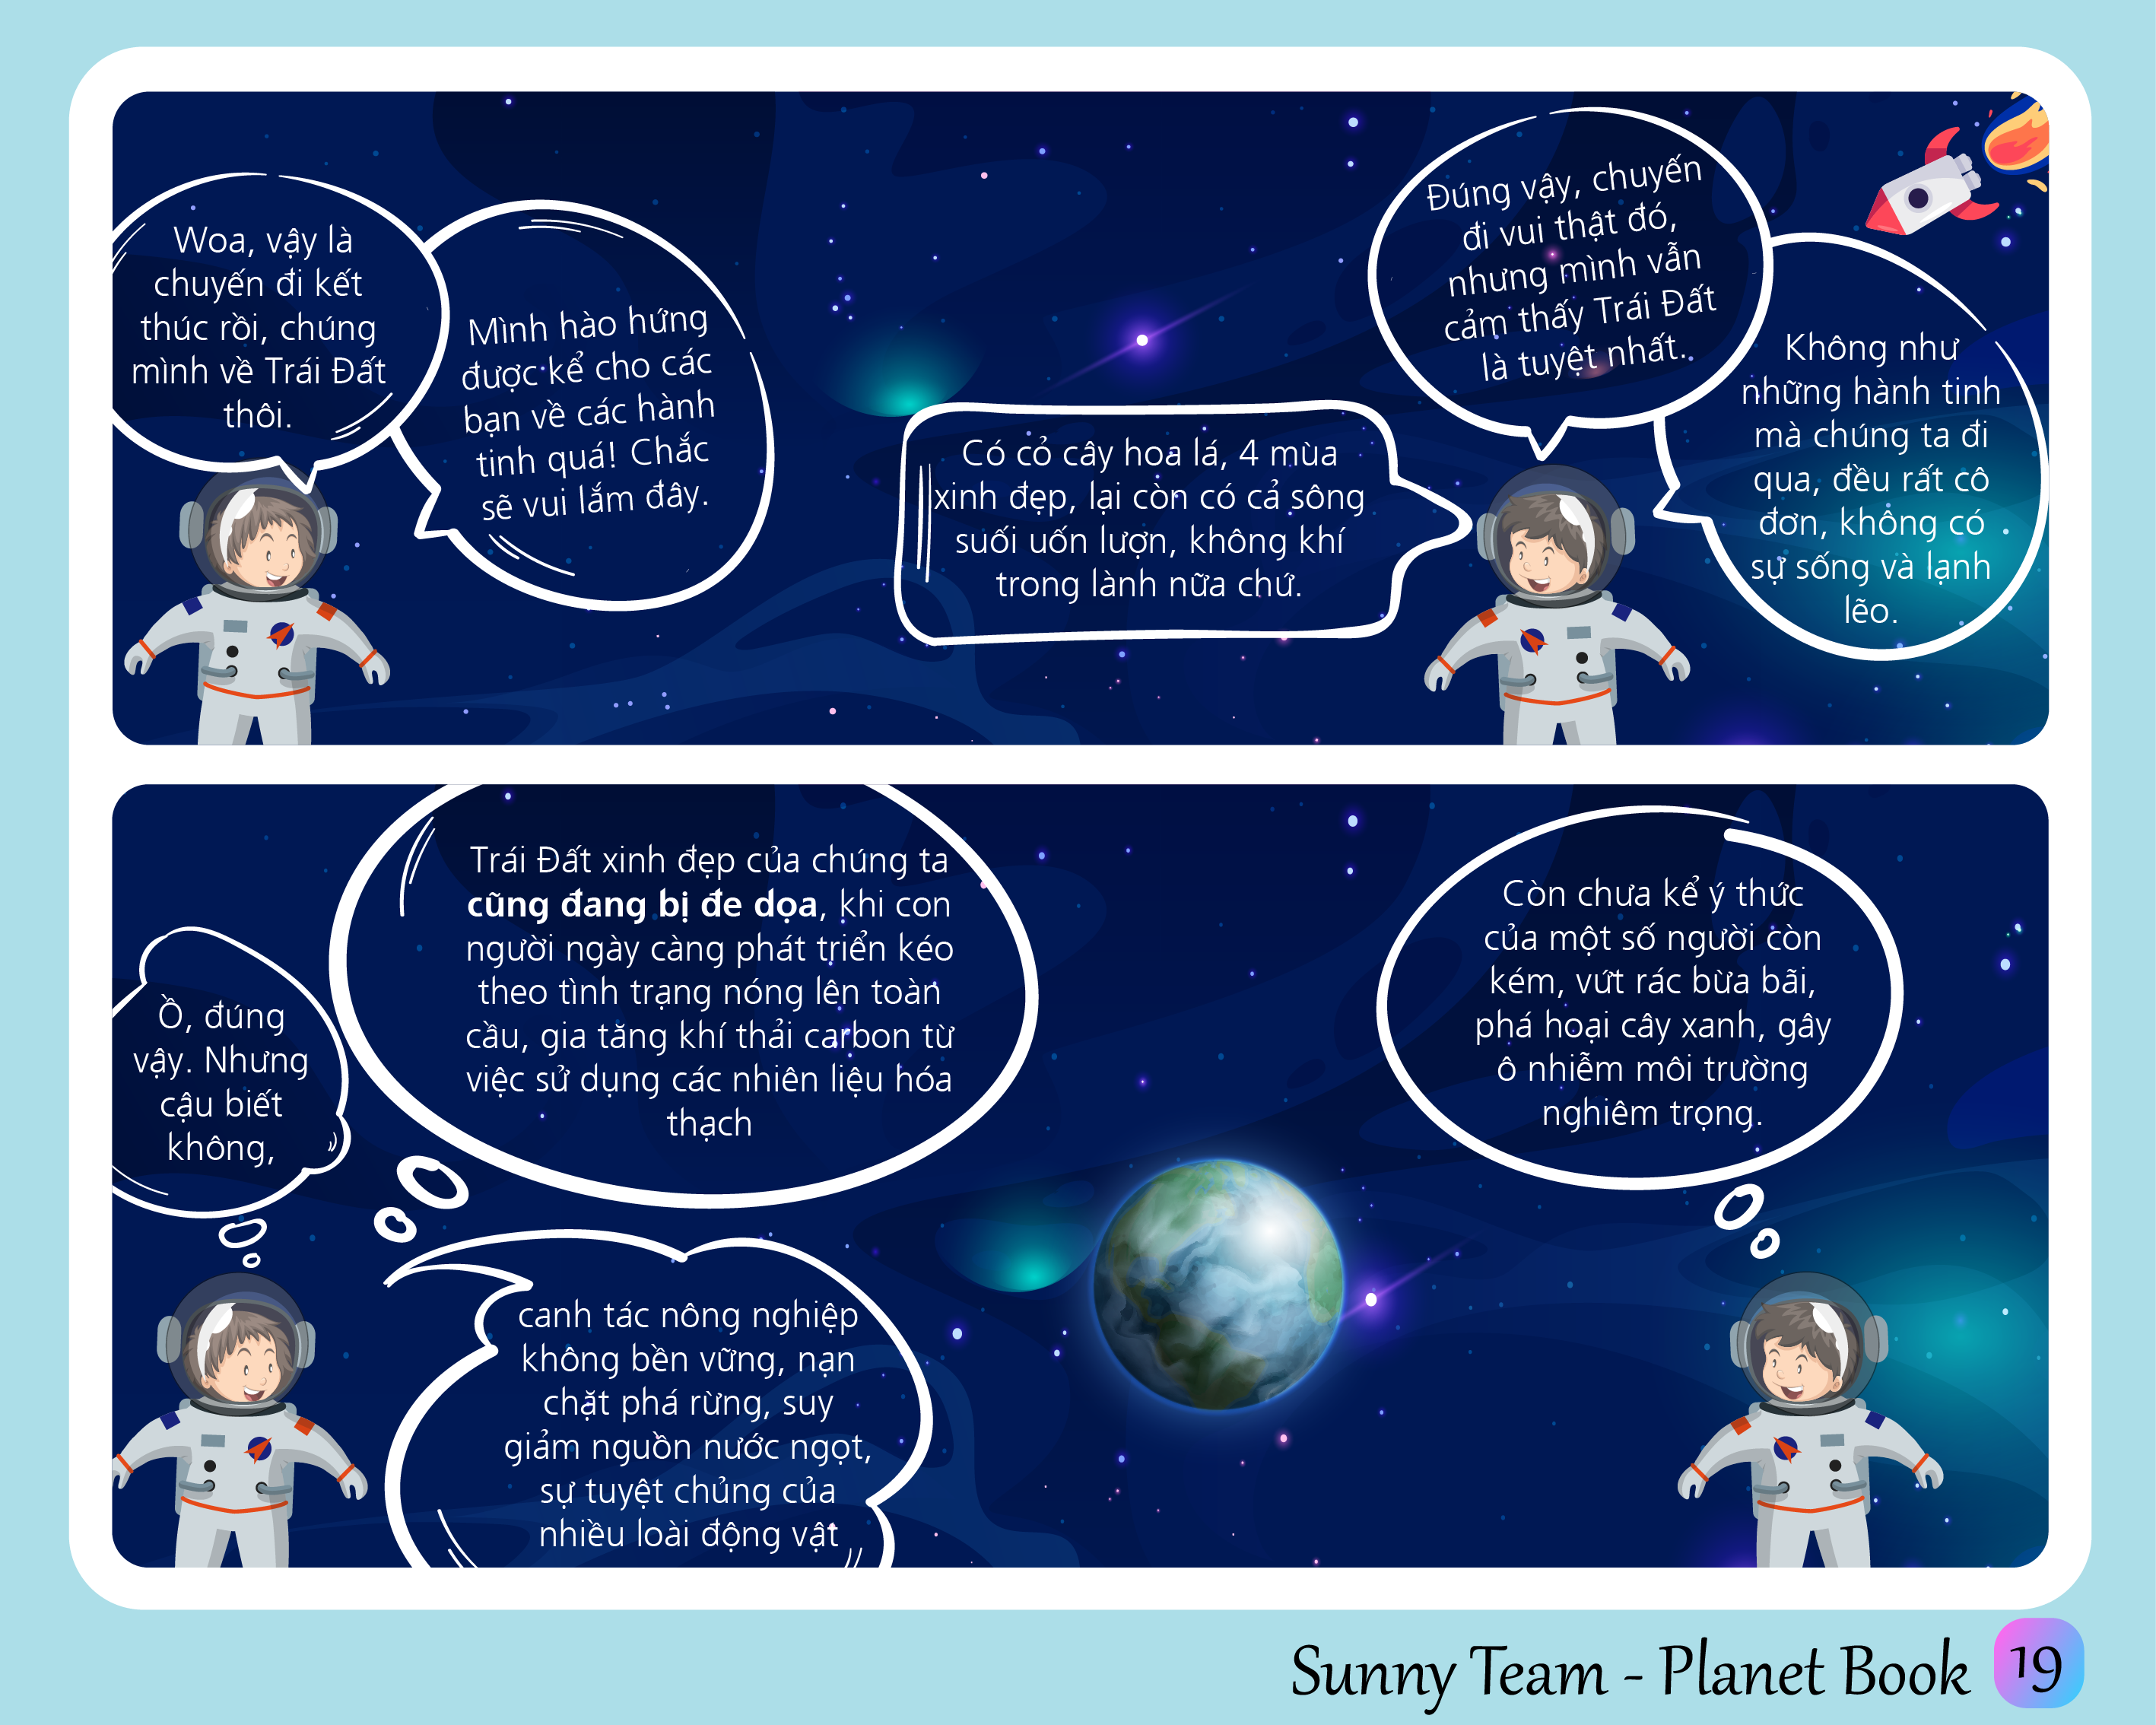 Woa, vậy là
chuyến đi kết
thúc rồi, chúng
mình về Trái Đất
thôi.
Mình hào hứng
được kể cho các
bạn về các hành
tinh quá! Chắc
sẽ vui lắm đây.
Đúng vậy, chuyến
đi vui thật đó,
nhưng mình vẫn
cảm thấy Trái Đất
là tuyệt nhất.
Không như
những hành tinh
mà chúng ta đi
qua, đều rất cô
đơn, không có
sự sống và lạnh
lẽo.
Có cỏ cây hoa lá, 4 mùa
xinh đẹp, lại còn có cả sông
suối uốn lượn, không khí
trong lành nữa chứ.
Ồ, đúng
vậy. Nhưng
cậu biết
không,
Trái Đất xinh đẹp của chúng ta
cũng đang bị đe dọa, khi con
người ngày càng phát triển kéo
theo tình trạng nóng lên toàn
cầu, gia tăng khí thải carbon từ
việc sử dụng các nhiên liệu hóa
thạch
canh tác nông nghiệp
không bền vững, nạn
chặt phá rừng, suy
giảm nguồn nước ngọt,
sự tuyệt chủng của
nhiều loài động vật
Còn chưa kể ý thức
của một số người còn
kém, vứt rác bừa bãi,
phá hoại cây xanh, gây
ô nhiễm môi trường
nghiêm trọng.
Sunny Team - Planet Book 19